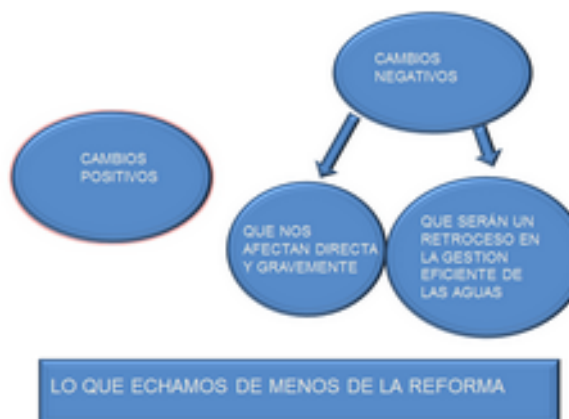 CAMBIOS
NEGATIVOS
CAMBIOS
POSITIVOS
QUE NOS
AFECTAN DIRECTA
Y GRAVEMENTE
QUE SERÁN UN
RETROCESO EN
LA GESTION
EFICIENTE DE
LAS AGUAS
LO QUE ECHAMOS DE MENOS DE LA REFORMA